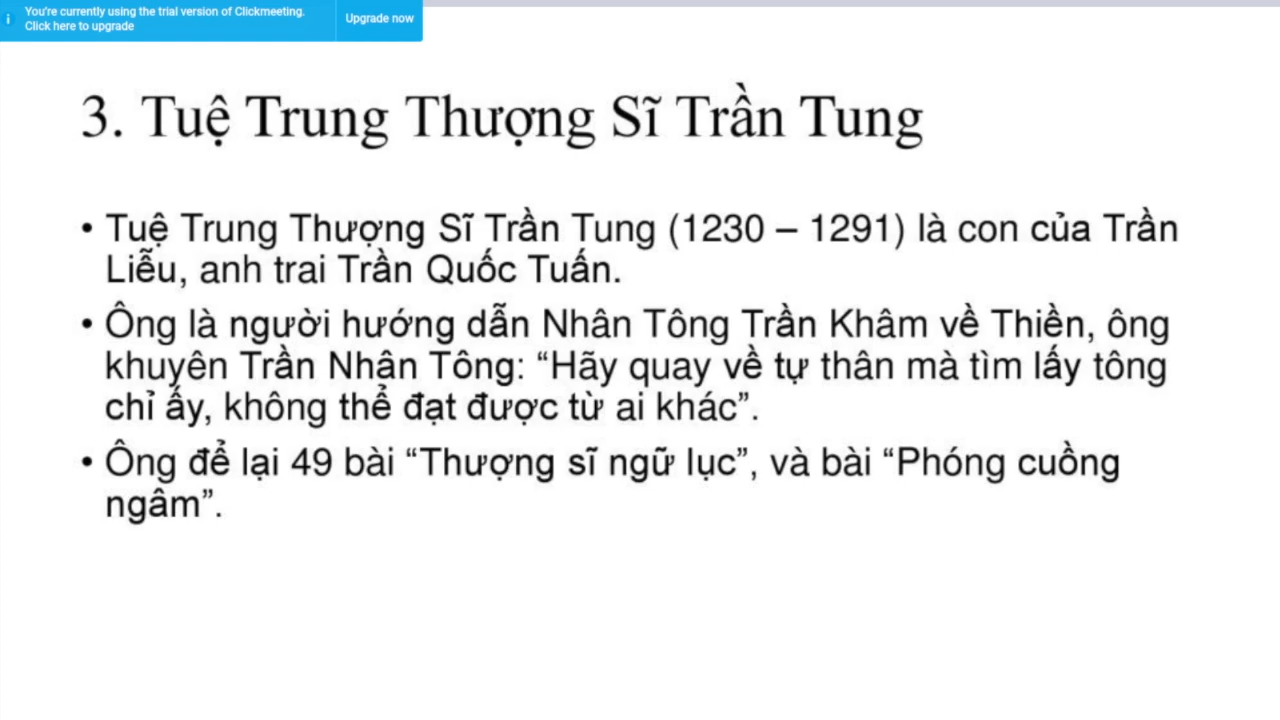 You're currently using the trial version of Clickmeeting.
Click here to upgrade
Upgrade now
3. Tuệ Trung Thượng Sĩ Trần Tung
• Tuệ Trung Thượng Sĩ Trần Tung (1230 – 1291) là con của Trần
Liễu, anh trai Trần Quốc Tuấn.
• Ông là người hướng dẫn Nhân Tông Trần Khâm về Thiền, ông
khuyên Trần Nhân Tông: “Hãy quay về tự thân mà tìm lấy tông
chỉ ấy, không thể đạt được từ ai khác”.
• Ông để lại 49 bài “Thượng sĩ ngữ lục”, và bài “Phóng cuồng
ngâm”.